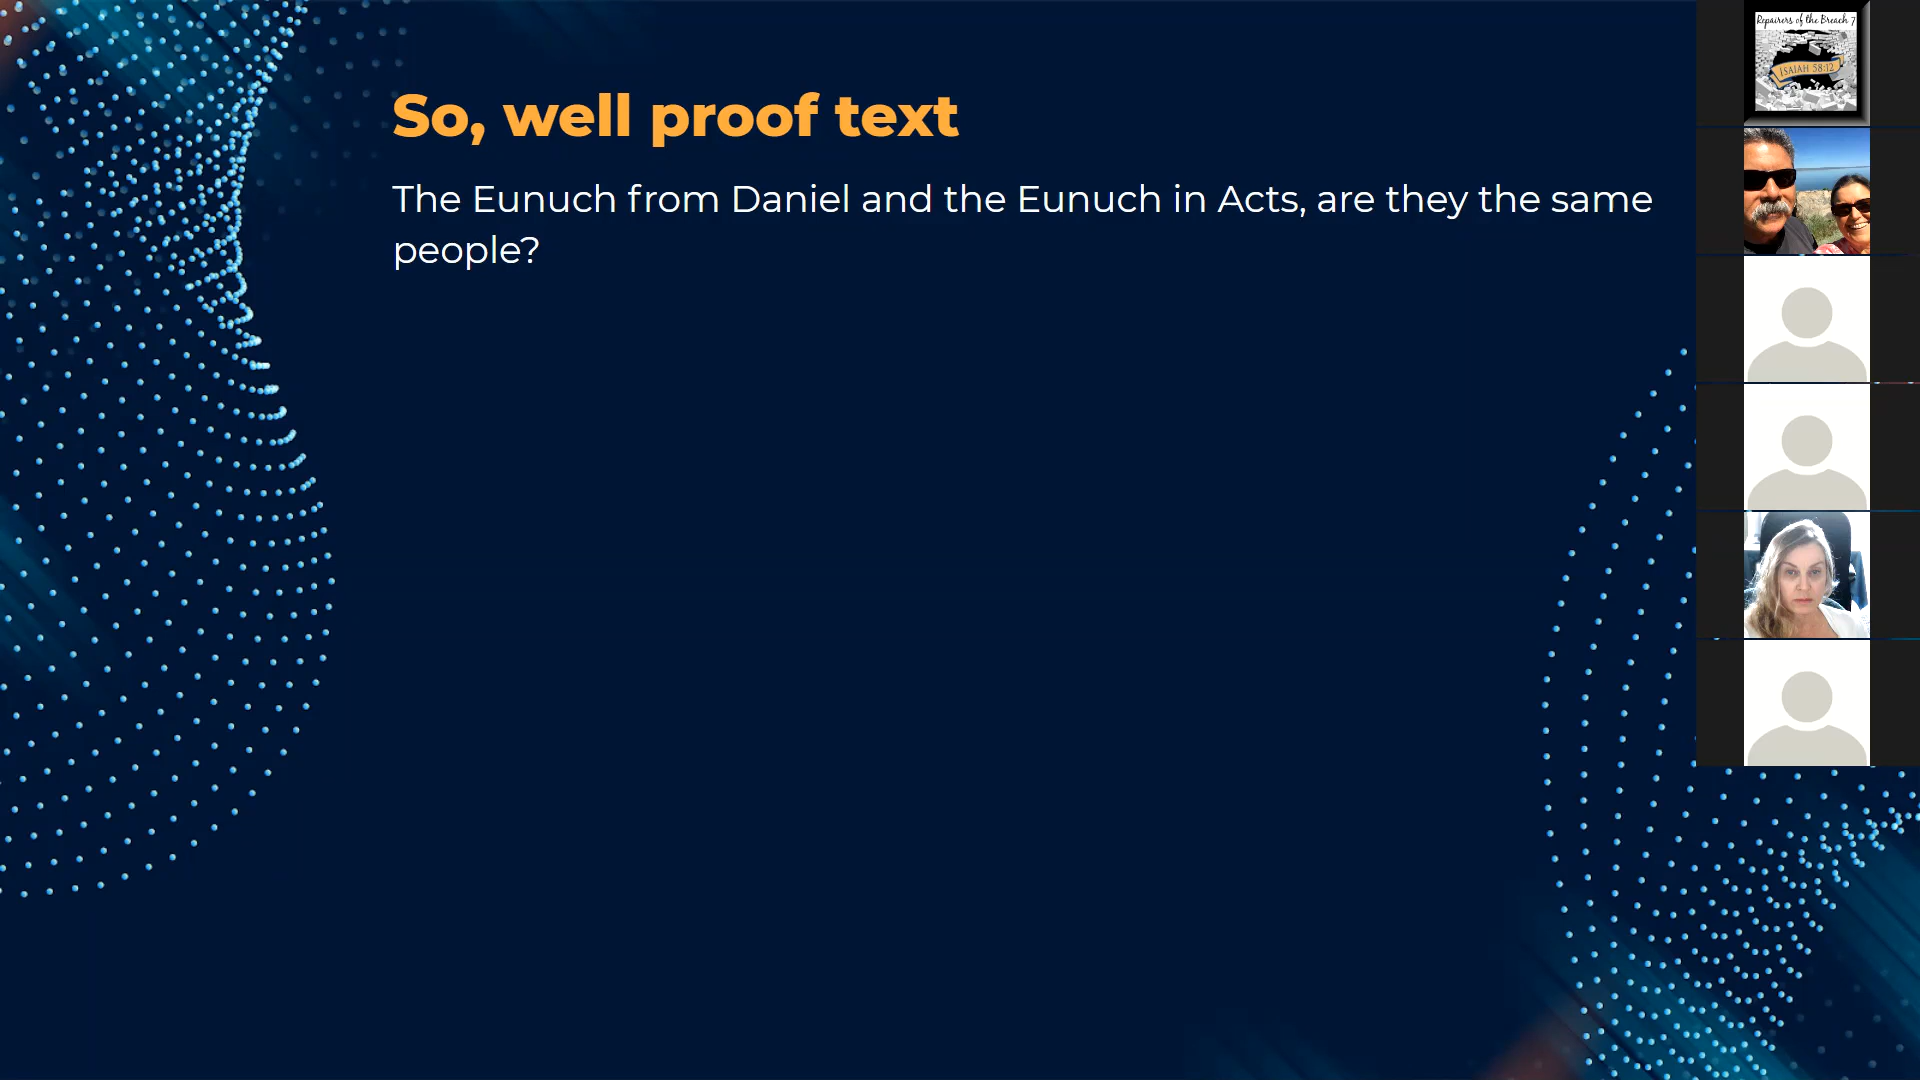 So, well proof text
The Eunuch from Daniel and the Eunuch in Acts, are they the same
people?
Repairers of the Breach 7
ISAIAH 58:12